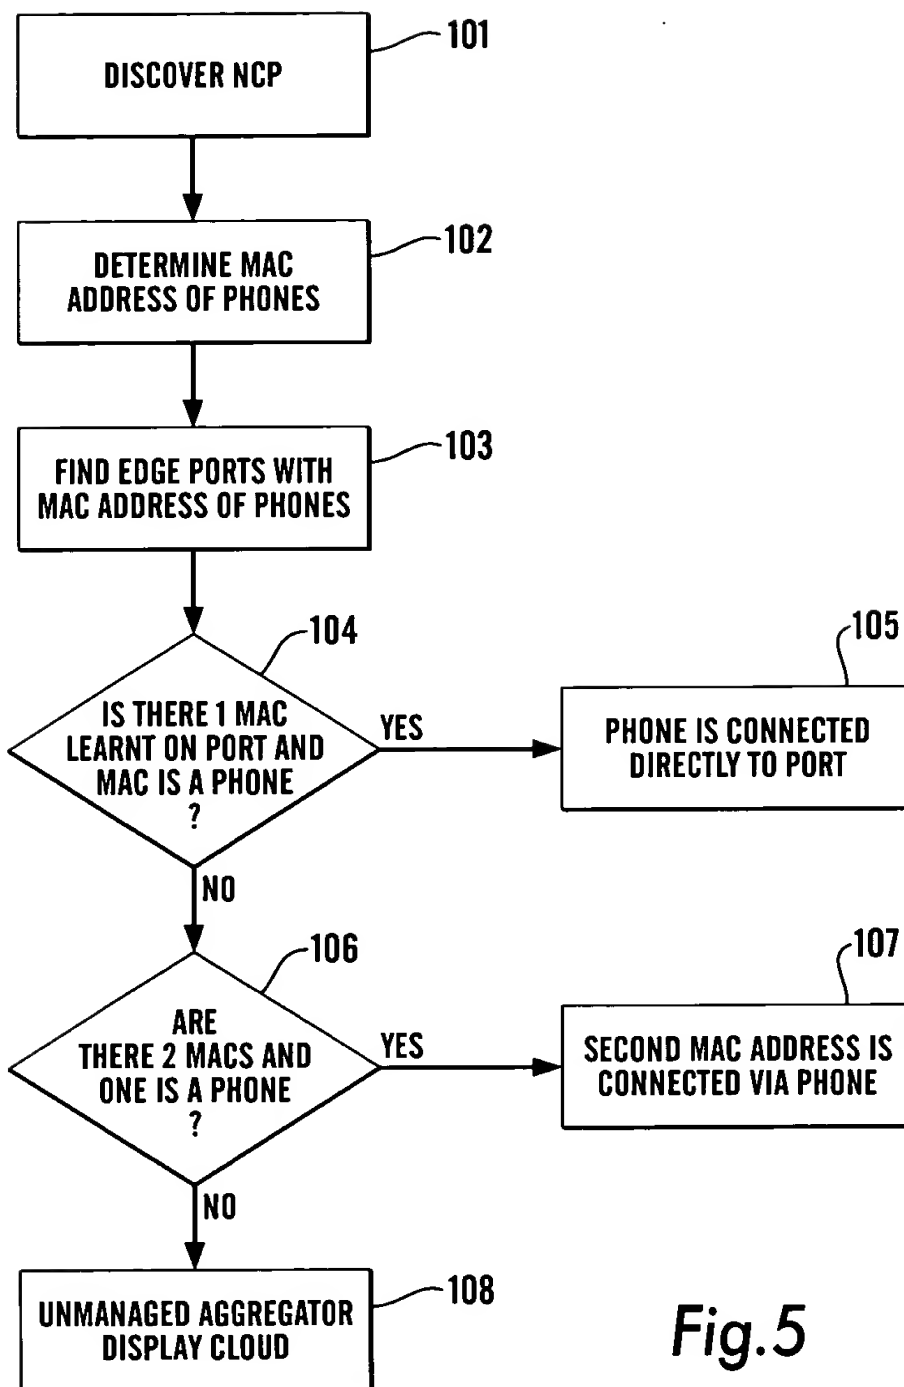 101
DISCOVER NCP
102
DETERMINE MAC
ADDRESS OF PHONES
103
FIND EDGE PORTS WITH
MAC ADDRESS OF PHONES
104
IS THERE 1 MAC
LEARNT ON PORT AND
MAC IS A PHONE
?
YES
105
PHONE IS CONNECTED
DIRECTLY TO PORT
NO
106
ARE
THERE 2 MACS AND
ONE IS A PHONE
?
YES
107
SECOND MAC ADDRESS IS
CONNECTED VIA PHONE
NO
108
UNMANAGED AGGREGATOR
DISPLAY CLOUD
Fig.5